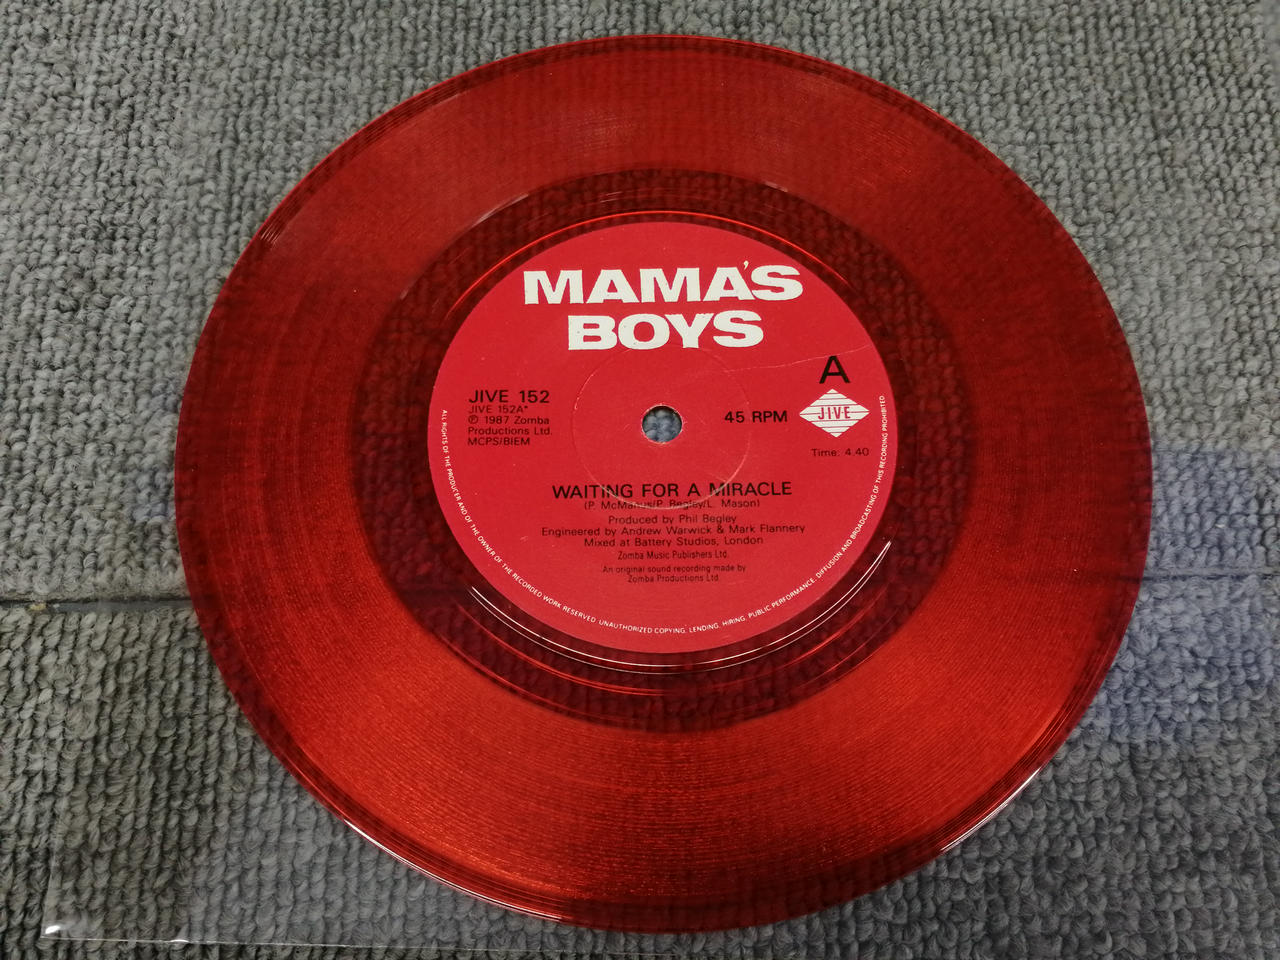 MAMA'S
BOYS
A
JIVE 152
JIVE 152A*
℗ 1987 Zomba
Productions Ltd.
MCPS/BIEM
45 RPM
JIVE
Time: 4.40
WAITING FOR A MIRACLE
(P. McManus/P. Begley/L. Mason)
Produced by Phil Begley
Engineered by Andrew Warwick & Mark Flannery
Mixed at Battery Studios, London
Zomba Music Publishers Ltd.
An original sound recording made by
Zomba Productions Ltd.
ALL RIGHTS OF THE PRODUCER AND OF THE OWNER OF THE RECORDED WORK RESERVED. UNAUTHORIZED COPYING, LENDING, HIRING, PUBLIC PERFORMANCE, DIFFUSION AND BROADCASTING OF THIS RECORDING PROHIBITED.